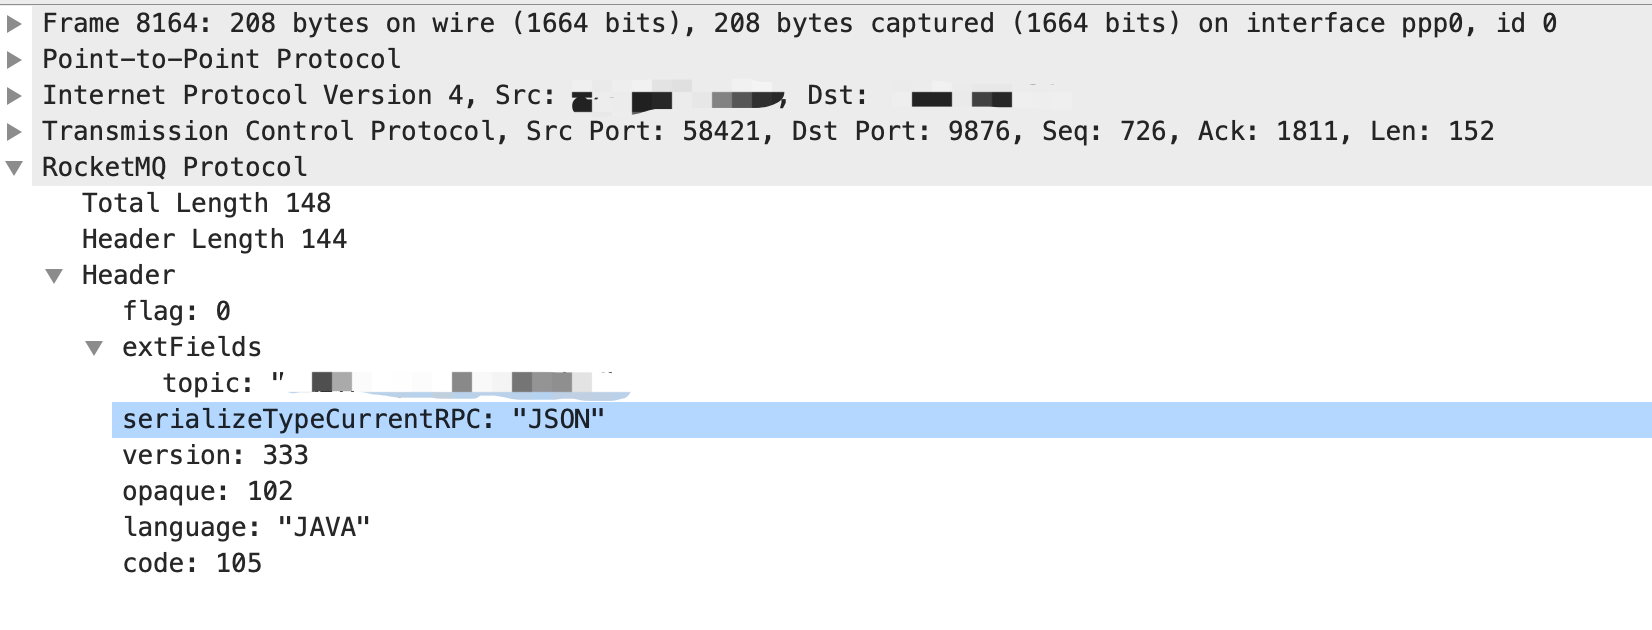 Frame 8164: 208 bytes on wire (1664 bits), 208 bytes captured (1664 bits) on interface ppp0, id 0
Point-to-Point Protocol
Internet Protocol Version 4, Src: , Dst:
Transmission Control Protocol, Src Port: 58421, Dst Port: 9876, Seq: 726, Ack: 1811, Len: 152
RocketMQ Protocol
Total Length 148
Header Length 144
Header
flag: 0
extFields
topic: "
serializeTypeCurrentRPC: "JSON"
version: 333
opaque: 102
language: "JAVA"
code: 105